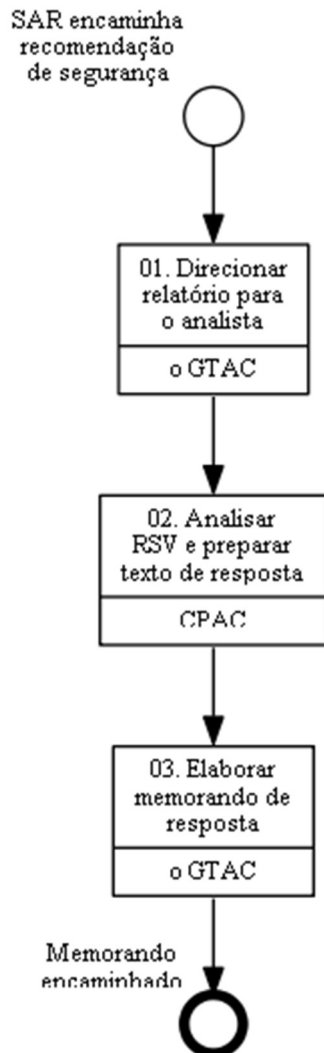 SAR encaminha
recomendação
de segurança
01. Direcionar
relatório para
o analista
o GTAC
02. Analisar
RSV e preparar
texto de resposta
CPAC
03. Elaborar
memorando de
resposta
o GTAC
Memorando
encaminhado